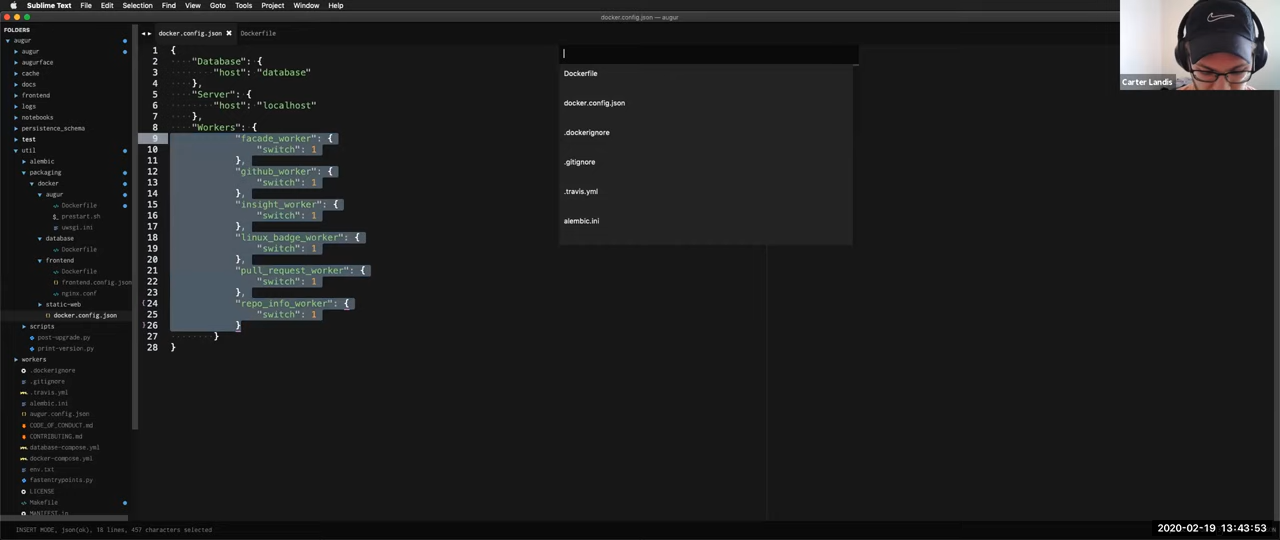 Sublime Text File Edit Selection Find View Goto Tools Project Window Help
docker.config.json — augur
FOLDERS
augur
augur
augurface
cache
docs
frontend
logs
notebooks
persistence_schema
test
util
alembic
packaging
docker
augur
Dockerfile
prestart.sh
uwsgi.ini
database
Dockerfile
frontend
Dockerfile
frontend.config.json
nginx.conf
static-web
docker.config.json
scripts
post-upgrade.py
print-version.py
workers
.dockerignore
.gitignore
.travis.yml
alembic.ini
augur.config.json
CODE_OF_CONDUCT.md
CONTRIBUTING.md
database-compose.yml
docker-compose.yml
env.txt
fastentrypoints.py
LICENSE
Makefile
MANIFEST.in
docker.config.json Dockerfile
1 {
2 "Database": {
3 "host": "database"
4 },
5 "Server": {
6 "host": "localhost"
7 },
8 "Workers": {
9 "facade_worker": {
10 "switch": 1
11 },
12 "github_worker": {
13 "switch": 1
14 },
15 "insight_worker": {
16 "switch": 1
17 },
18 "linux_badge_worker": {
19 "switch": 1
20 },
21 "pull_request_worker": {
22 "switch": 1
23 },
24 "repo_info_worker": {
25 "switch": 1
26 }
27 }
28 }
Dockerfile
docker.config.json
.dockerignore
.gitignore
.travis.yml
alembic.ini
Carter Landis
INSERT MODE, json(ok), 18 lines, 457 characters selected
2020-02-19 13:43:53